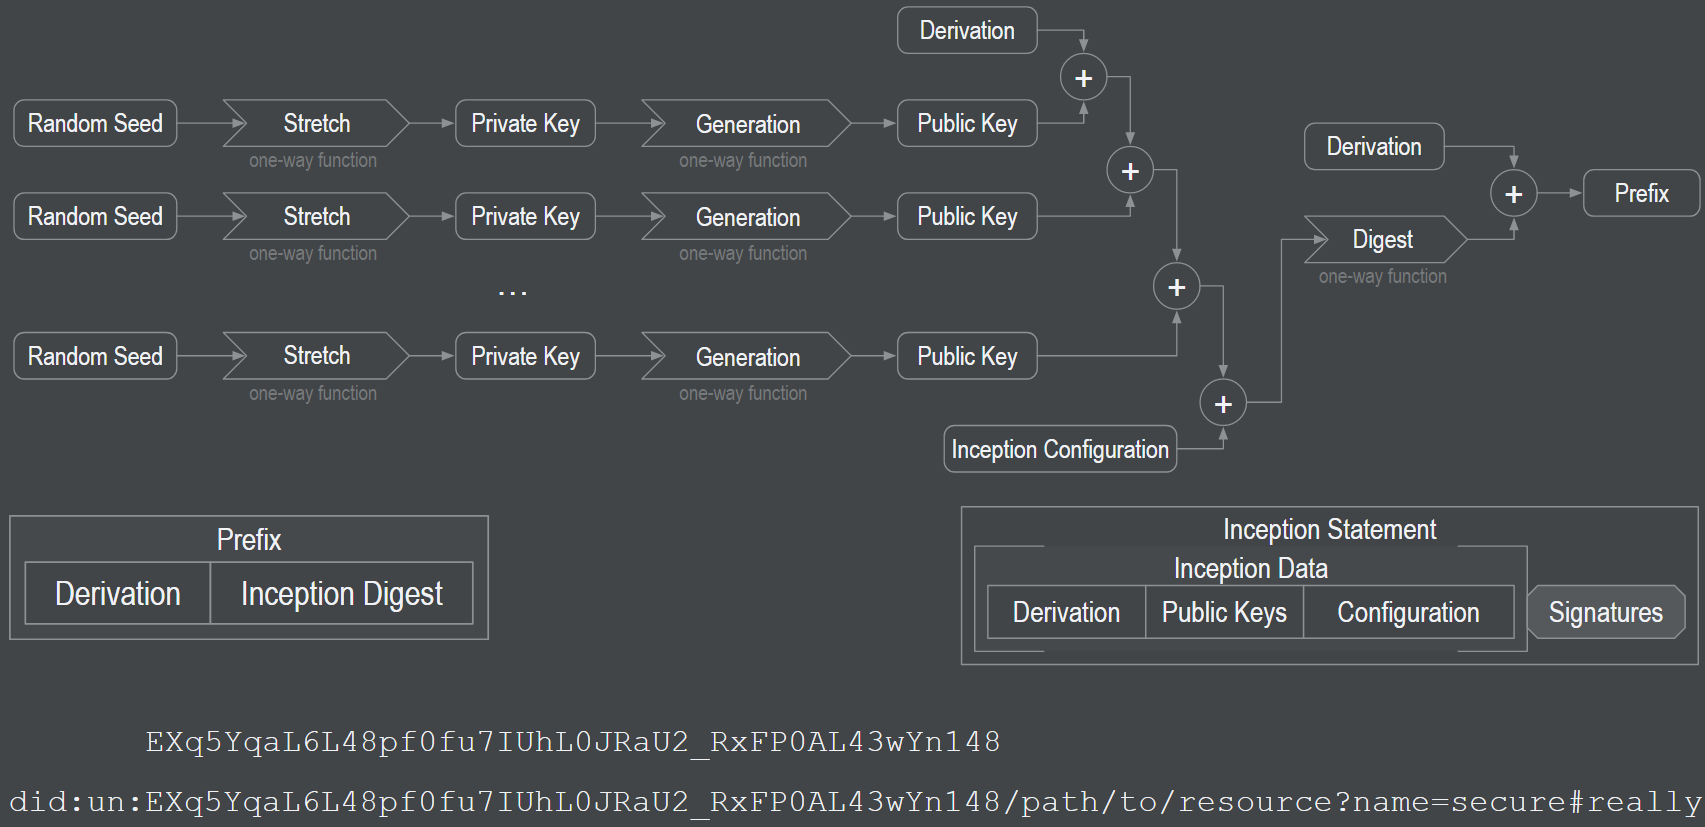 Derivation
+
Random Seed Stretch Private Key Generation Public Key
one-way function one-way function
Derivation
+
Random Seed Stretch Private Key Generation Public Key
+ Prefix
one-way function one-way function
Digest
one-way function
...
+
Random Seed Stretch Private Key Generation Public Key
one-way function one-way function
+
Inception Configuration
Prefix
Derivation Inception Digest
Inception Statement
Inception Data
Derivation Public Keys Configuration Signatures
EXq5YqaL6L48pf0fu7IUhL0JRaU2_RxFP0AL43wYn148
did:un:EXq5YqaL6L48pf0fu7IUhL0JRaU2_RxFP0AL43wYn148/path/to/resource?name=secure#really